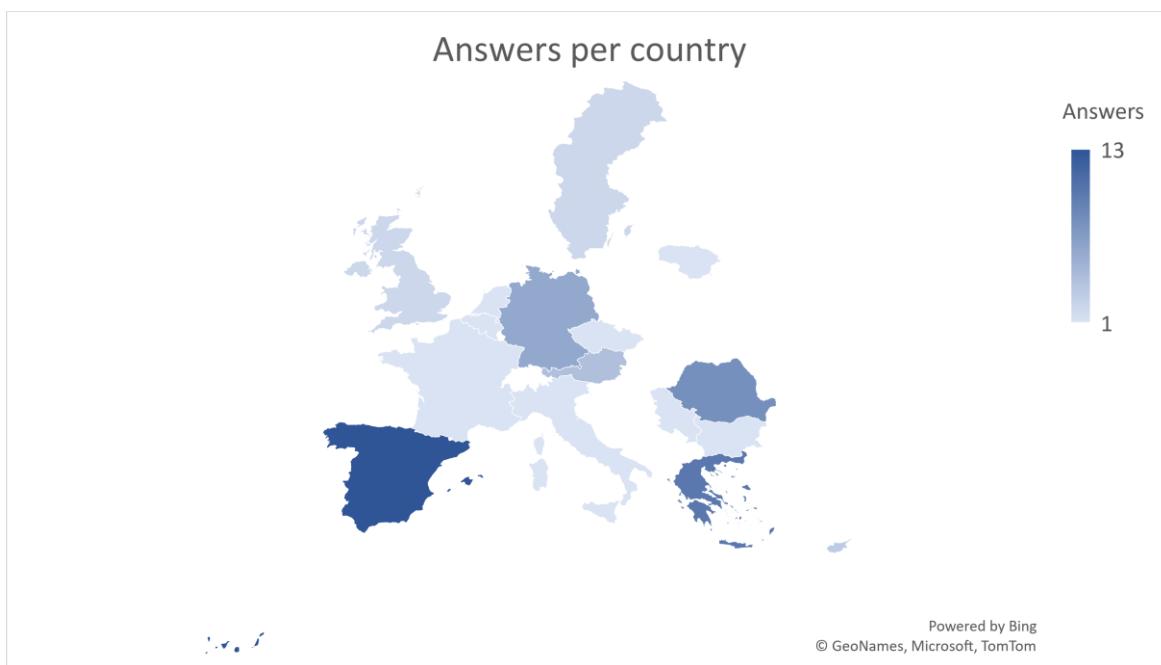 Answers per country
Answers
13
1
Powered by Bing
© GeoNames, Microsoft, TomTom